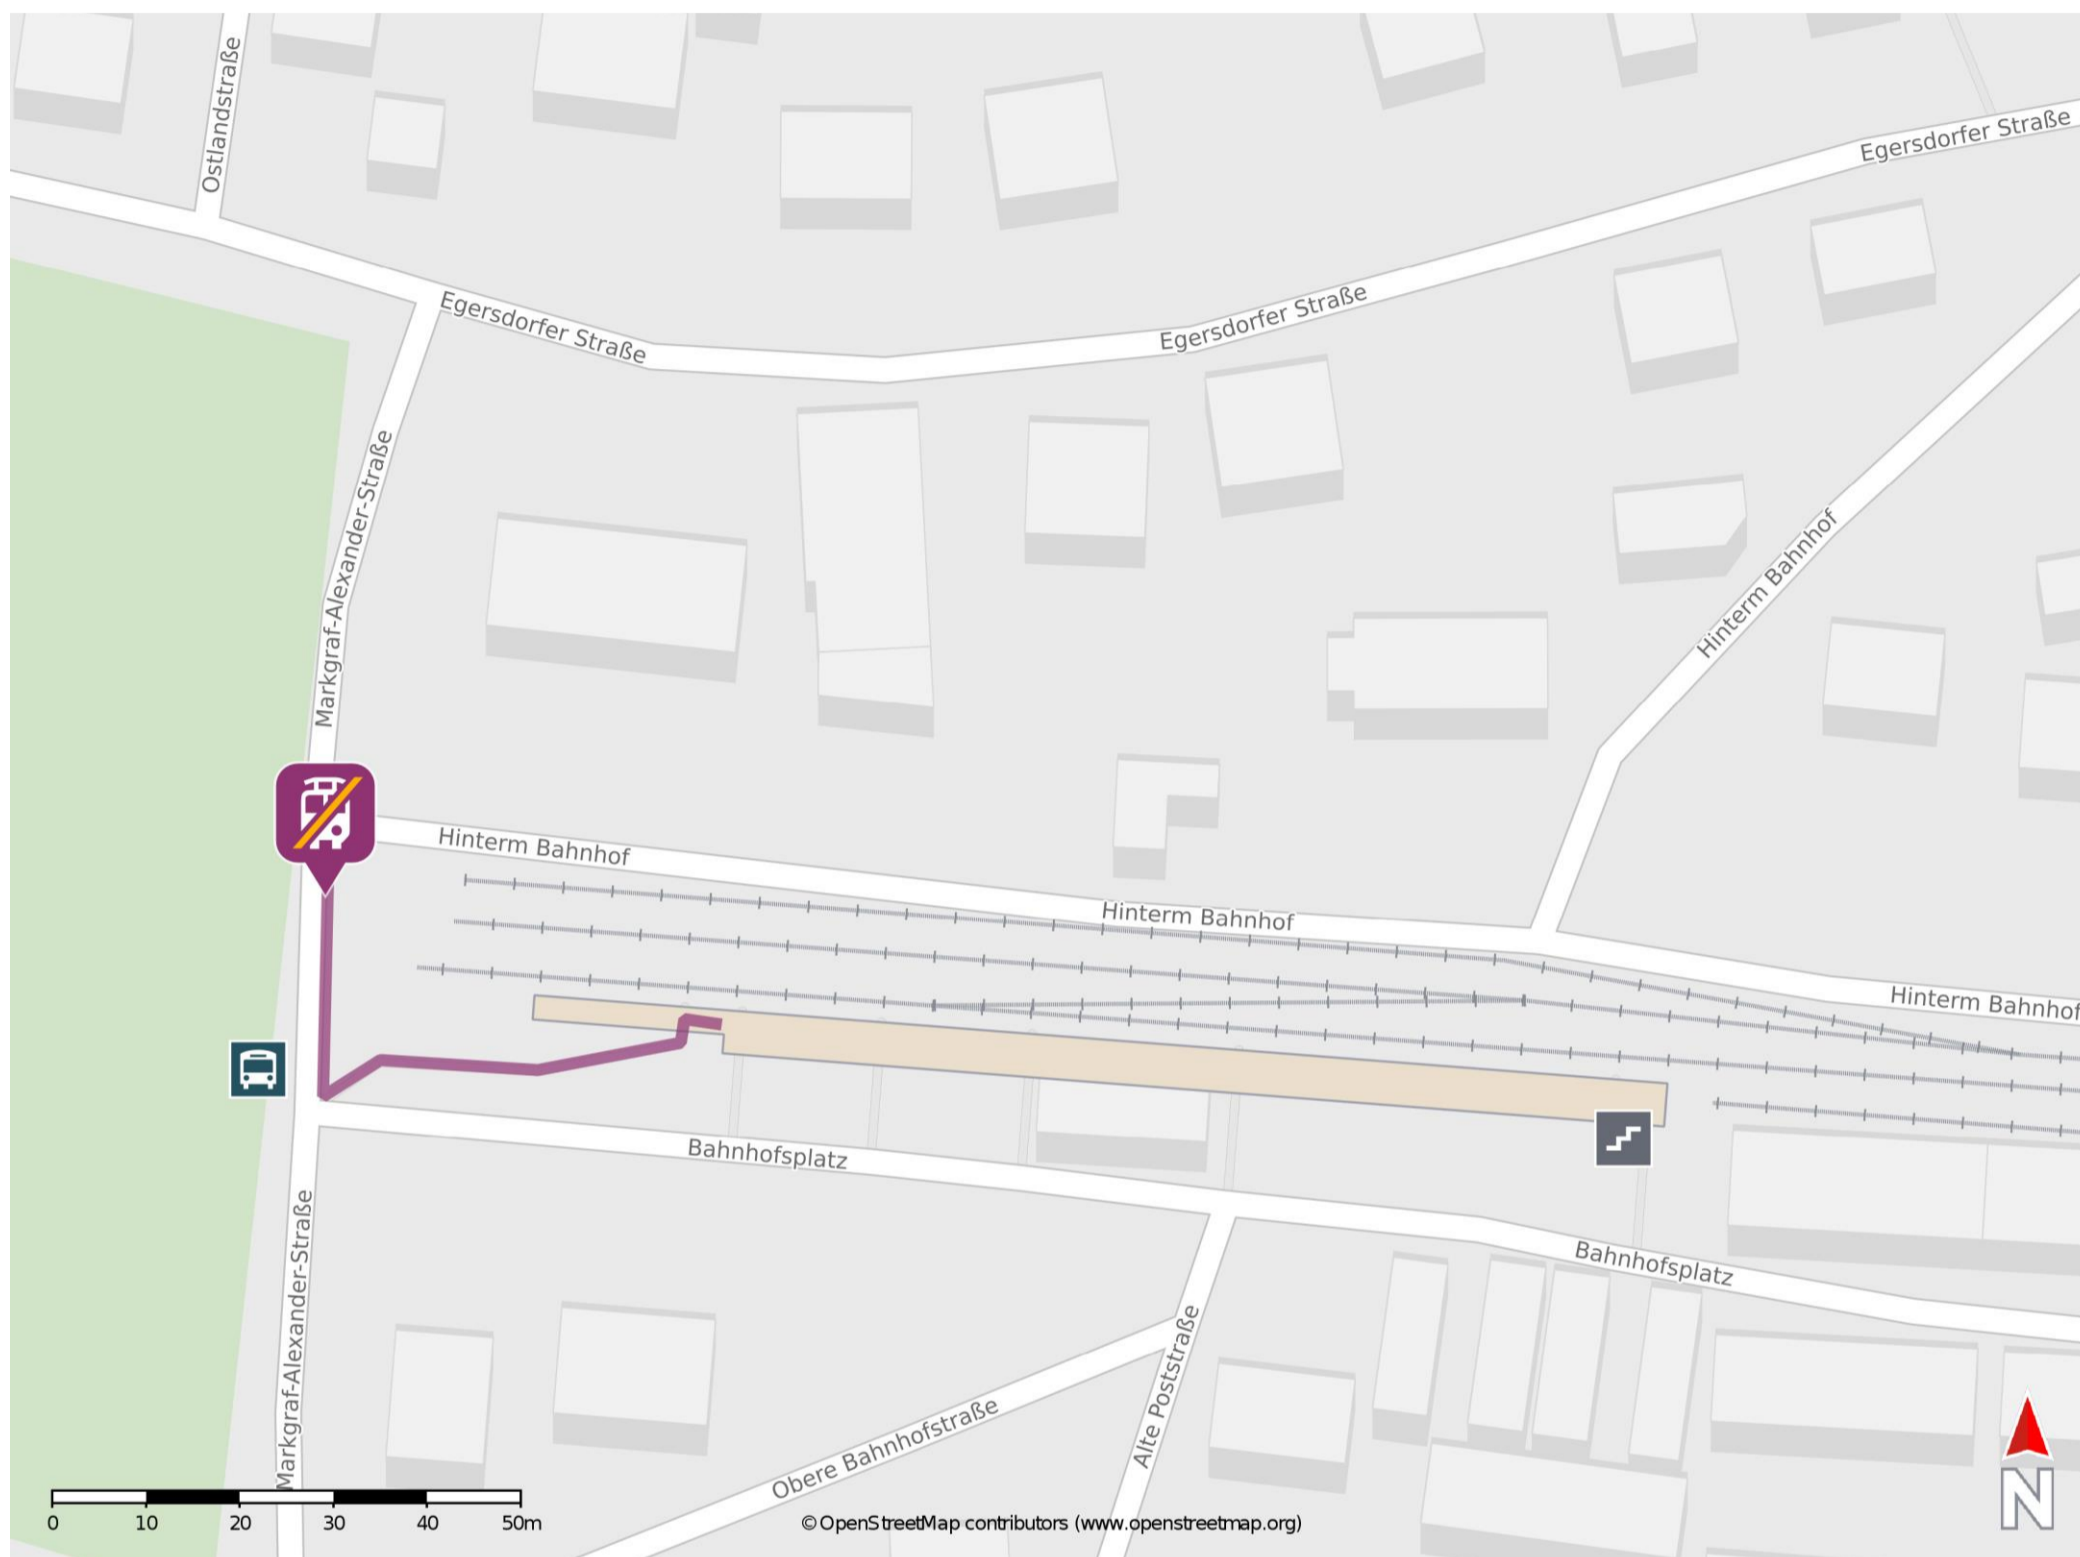 Ostlandstraße
Egersdorfer Straße
Egersdorfer Straße
Egersdorfer Straße
Markgraf-Alexander-Straße
Hinterm Bahnhof
Hinterm Bahnhof
Hinterm Bahnhof
Hinterm Bahnhof
Bahnhofsplatz
Bahnhofsplatz
Markgraf-Alexander-Straße
Alte Poststraße
Obere Bahnhofstraße
0 10 20 30 40 50m
© OpenStreetMap contributors (www.openstreetmap.org)
N